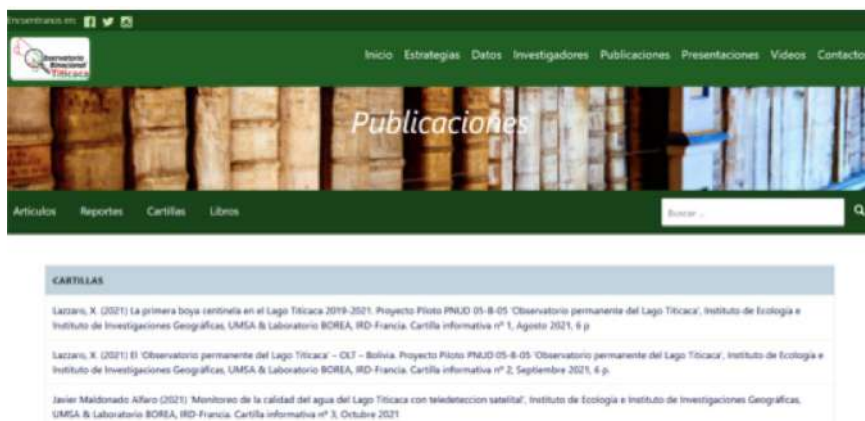 Encuentranos en:
Observatorio
Binacional
Titicaca
Inicio Estrategias Datos Investigadores Publicaciones Presentaciones Videos Contacto
Publicaciones
Artículos Reportes Cartillas Libros
Buscar ..
CARTILLAS
Lazzaro, X. (2021) La primera boya centinela en el Lago Titicaca 2019-2021. Proyecto Piloto PNUD 05-B-05 'Observatorio permanente del Lago Titicaca', Instituto de Ecología e
Instituto de Investigaciones Geográficas, UMSA & Laboratorio BOREA, IRD-Francia. Cartilla informativa nº 1, Agosto 2021, 6 p
Lazzaro, X. (2021) El 'Observatorio permanente del Lago Titicaca' – OLT – Bolivia. Proyecto Piloto PNUD 05-B-05 'Observatorio permanente del Lago Titicaca', Instituto de Ecología e
Instituto de Investigaciones Geográficas, UMSA & Laboratorio BOREA, IRD-Francia. Cartilla informativa nº 2, Septiembre 2021, 6 p.
Javier Maldonado Alfaro (2021) 'Monitoreo de la calidad del agua del Lago Titicaca con teledeteccion satelital', Instituto de Ecología e Instituto de Investigaciones Geográficas,
UMSA & Laboratorio BOREA, IRD-Francia. Cartilla informativa nº 3, Octubre 2021